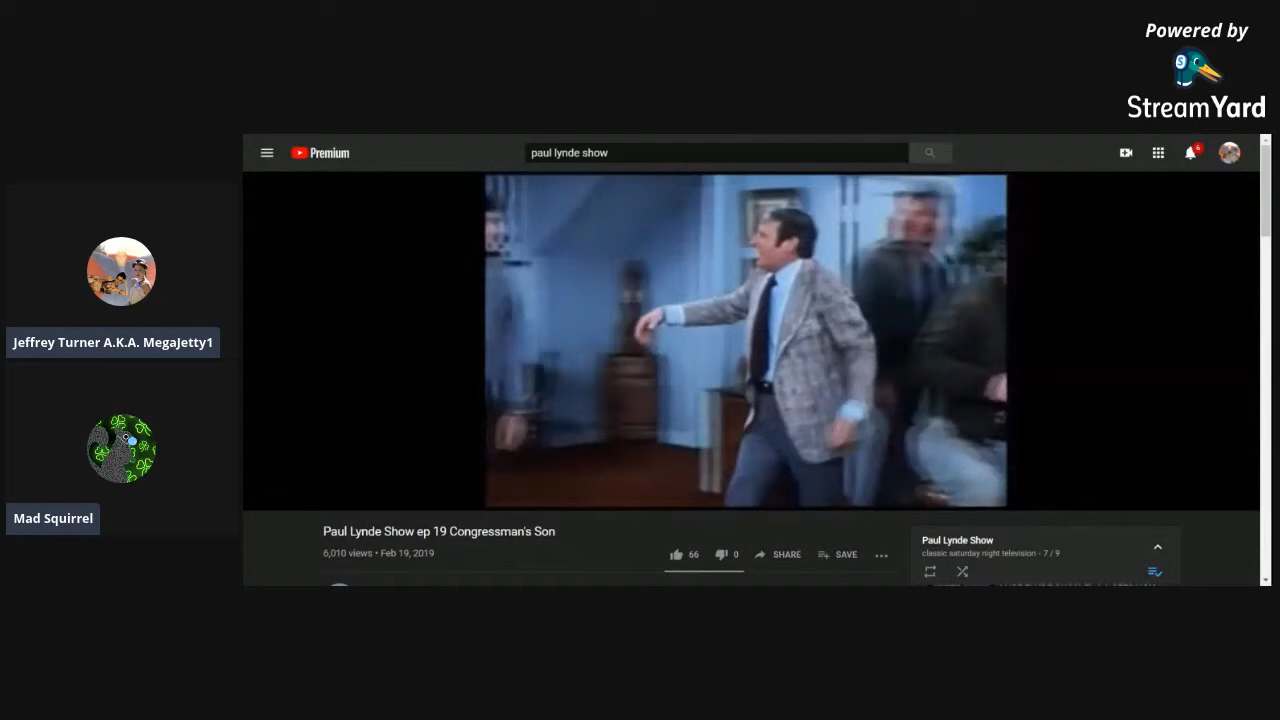 Powered by
StreamYard
Premium
paul lynde show
6
Jeffrey Turner A.K.A. MegaJetty1
Mad Squirrel
Paul Lynde Show ep 19 Congressman's Son
6,010 views • Feb 19, 2019
66
0
SHARE
SAVE
Paul Lynde Show
classic saturday night television - 7 / 9